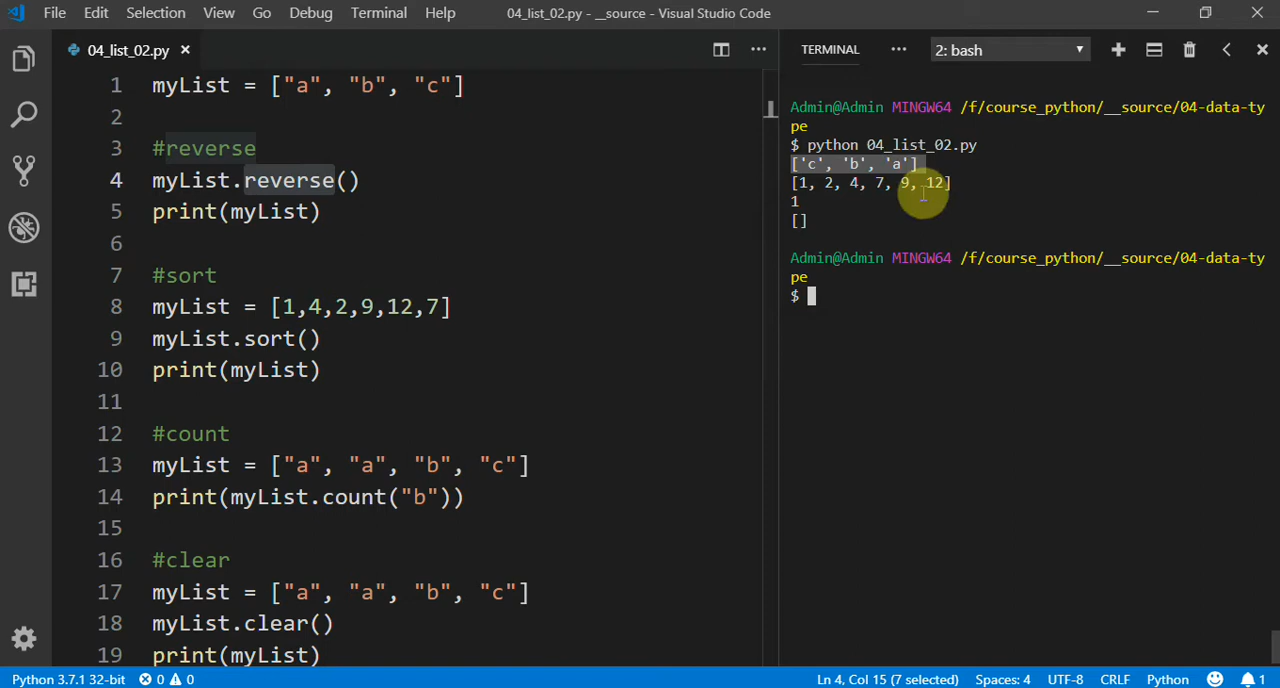 File Edit Selection View Go Debug Terminal Help 04_list_02.py - __source - Visual Studio Code
04_list_02.py
1 myList = ["a", "b", "c"]
2
3 #reverse
4 myList.reverse()
5 print(myList)
6
7 #sort
8 myList = [1,4,2,9,12,7]
9 myList.sort()
10 print(myList)
11
12 #count
13 myList = ["a", "a", "b", "c"]
14 print(myList.count("b"))
15
16 #clear
17 myList = ["a", "a", "b", "c"]
18 myList.clear()
19 print(myList)
TERMINAL 2: bash
Admin@Admin MINGW64 /f/course_python/__source/04-data-ty
pe
$ python 04_list_02.py
['c', 'b', 'a']
[1, 2, 4, 7, 9, 12]
1
[]
Admin@Admin MINGW64 /f/course_python/__source/04-data-ty
pe
$
Python 3.7.1 32-bit 0 0 Ln 4, Col 15 (7 selected) Spaces: 4 UTF-8 CRLF Python 1